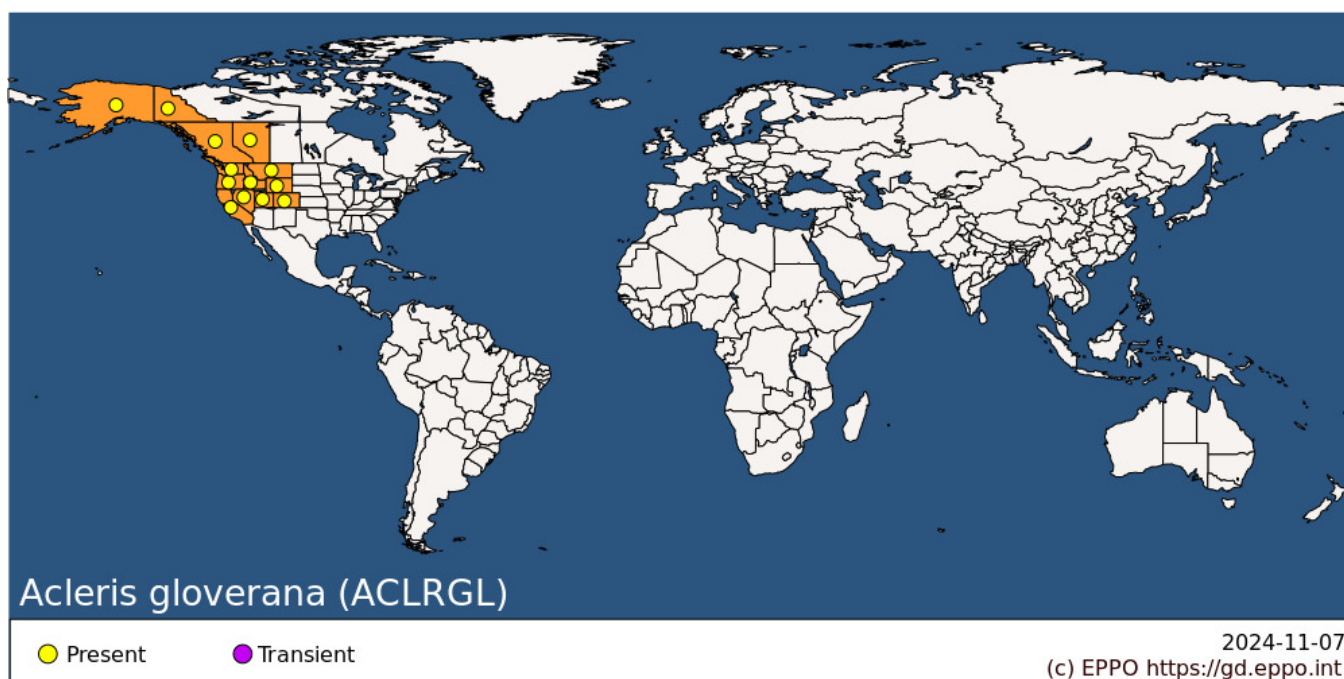 Acleris gloverana (ACLRGL)
Present
Transient
2024-11-07
(c) EPPO https://gd.eppo.int